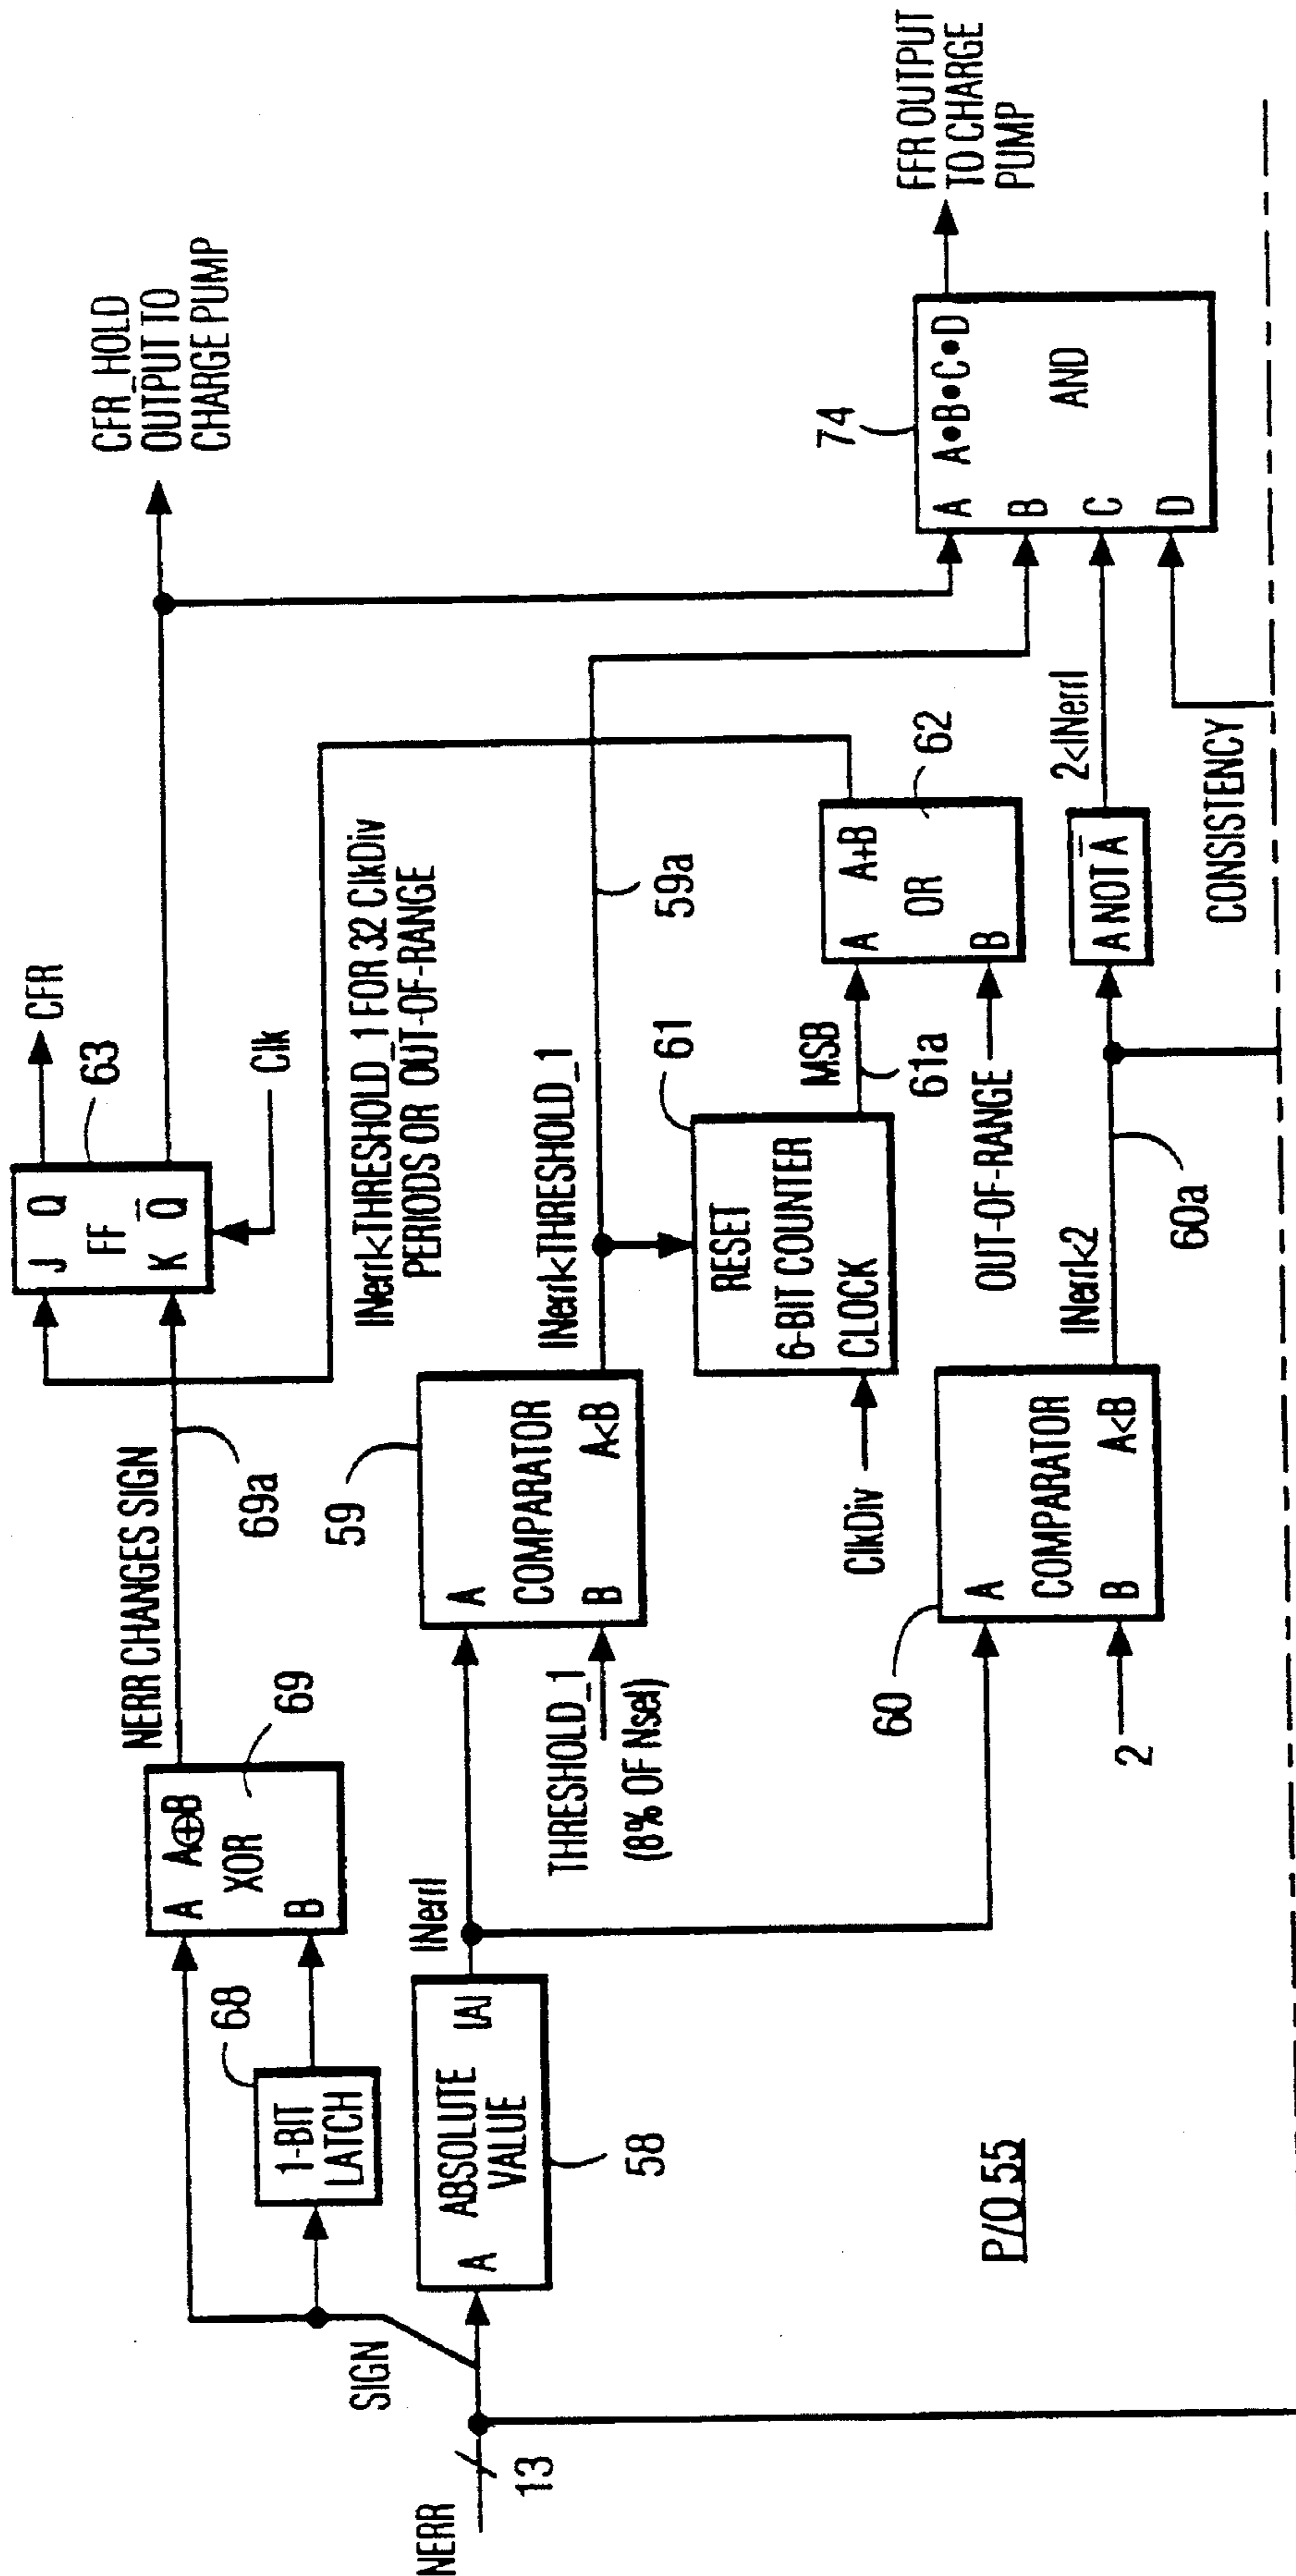 NERR
13
SIGN
1-BIT
LATCH
68
A A⊕B
XOR
B
69
NERR CHANGES SIGN
69a
J Q
FF
K Q̅
63
CFR
Clk
CFR_HOLD
OUTPUT TO
CHARGE PUMP
A ABSOLUTE |A|
VALUE
58
|Nerr|
THRESHOLD_1
(8% OF Nsel)
59
A
COMPARATOR
B A<B
|Nerr|<THRESHOLD_1
|Nerr|<THRESHOLD_1 FOR 32 ClkDiv
PERIODS OR OUT-OF-RANGE
59a
61
RESET
6-BIT COUNTER
CLOCK
ClkDiv
MSB
61a
OUT-OF-RANGE
A A+B
OR
B
62
60
A
COMPARATOR
B A<B
2
|Nerr|<2
60a
A NOT A̅
2<|Nerr|
CONSISTENCY
74
A A•B•C•D
B
AND
C
D
FFR OUTPUT
TO CHARGE
PUMP
P/O 55